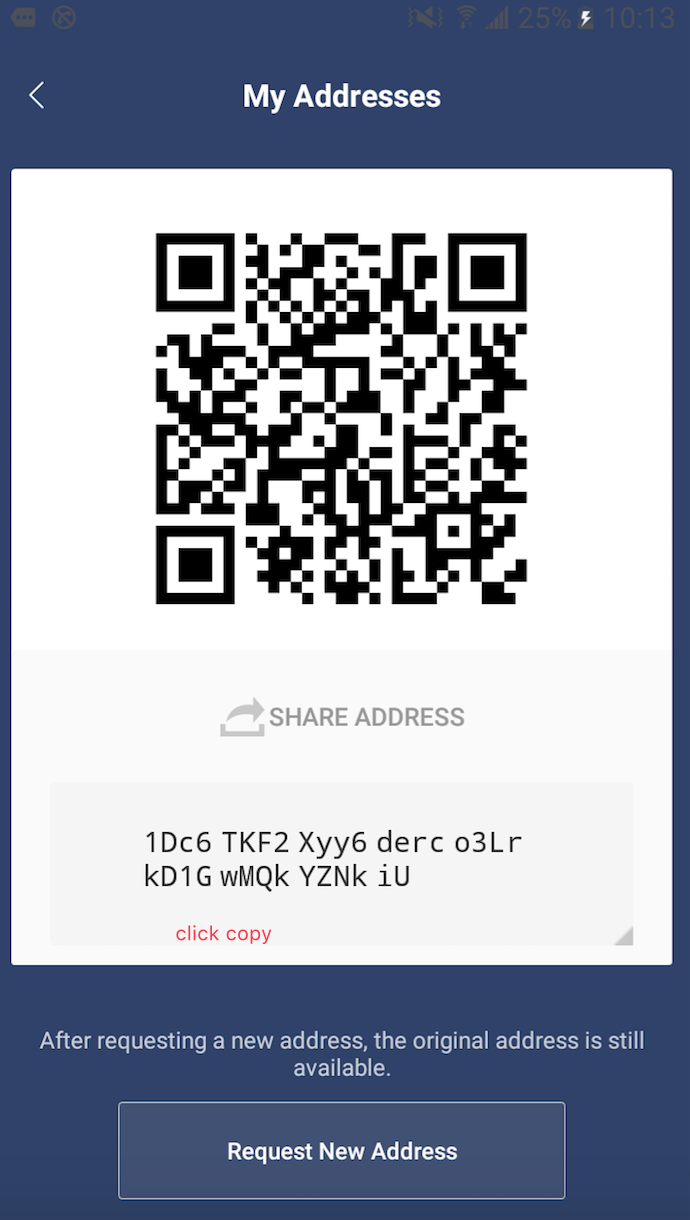 25% 10:13
My Addresses
SHARE ADDRESS
1Dc6 TKF2 Xyy6 derc o3Lr
kD1G wMQk YZNk iU
click copy
After requesting a new address, the original address is still
available.
Request New Address